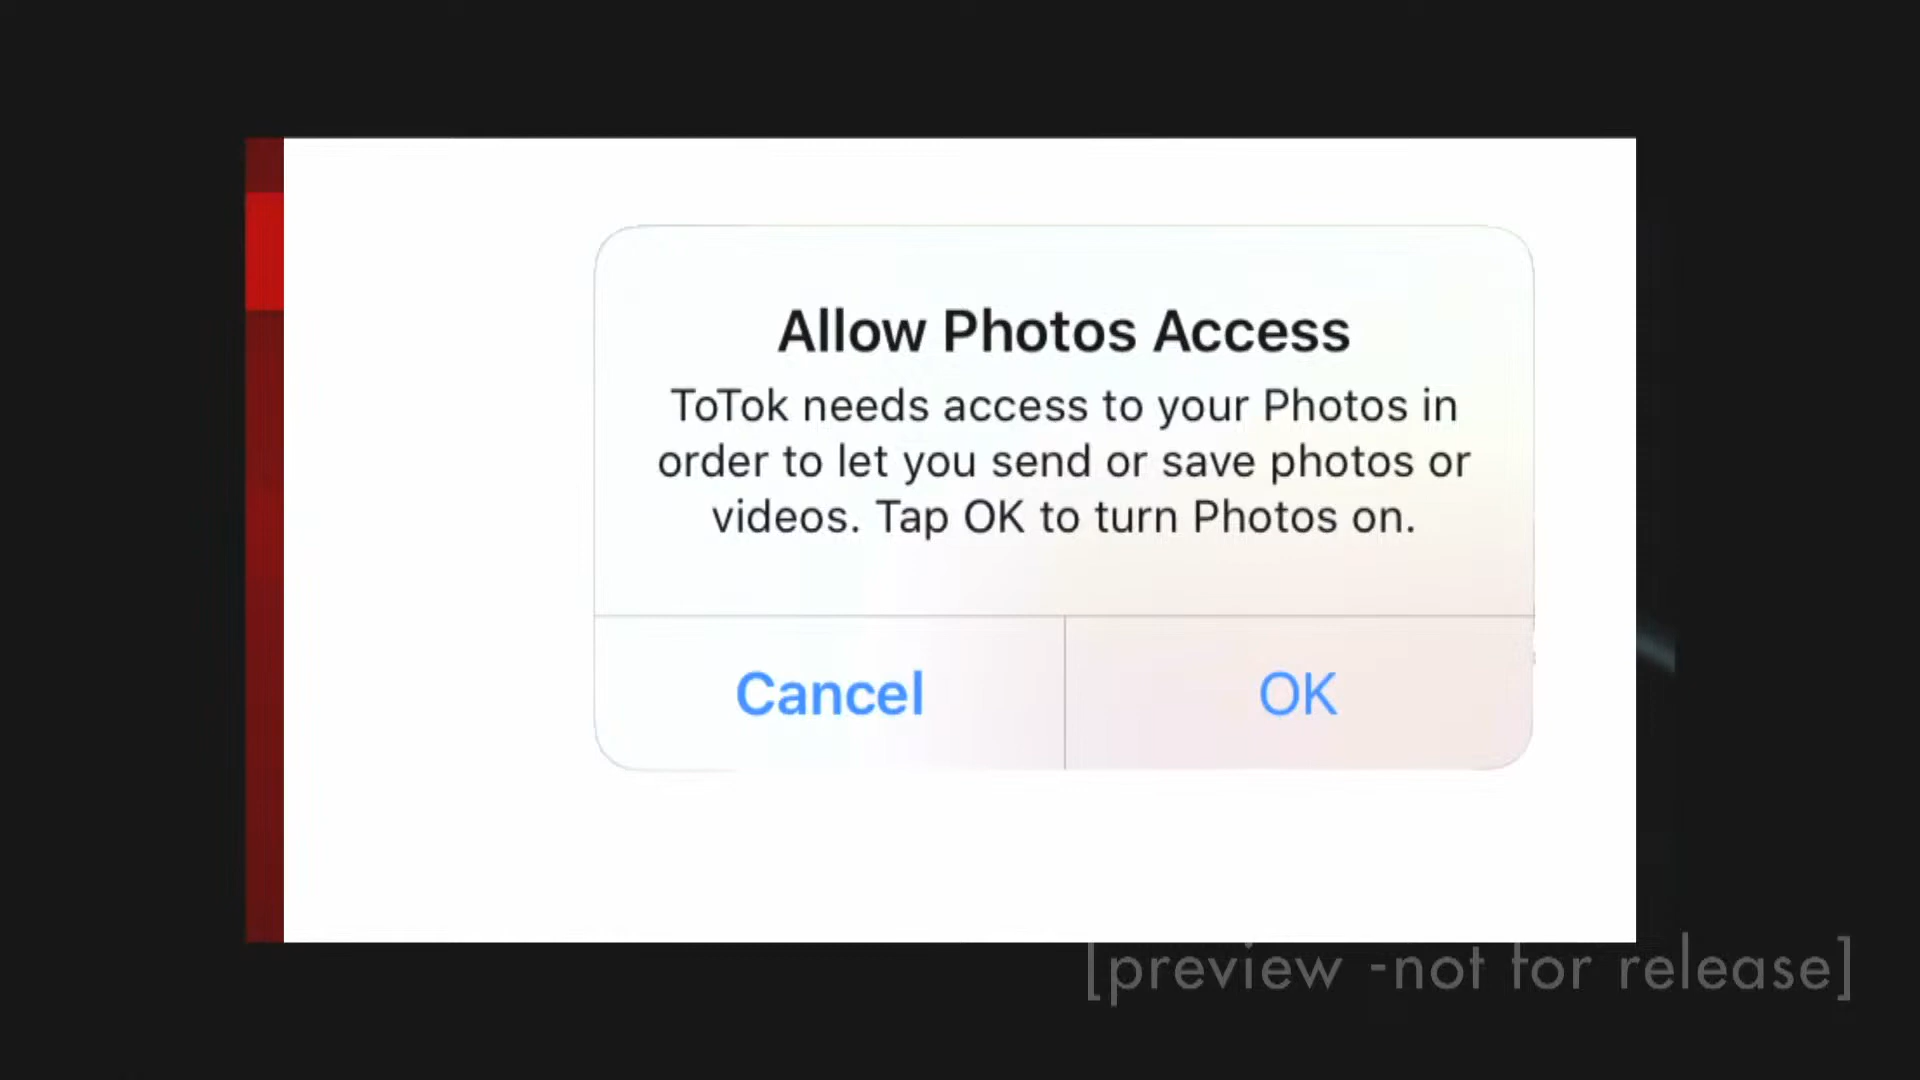 Allow Photos Access
ToTok needs access to your Photos in
order to let you send or save photos or
videos. Tap OK to turn Photos on.
Cancel
OK
[preview -not for release]